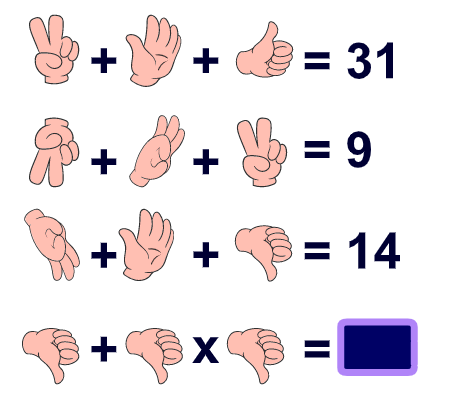 + + = 31
+ + = 9
+ + = 14
+ x =